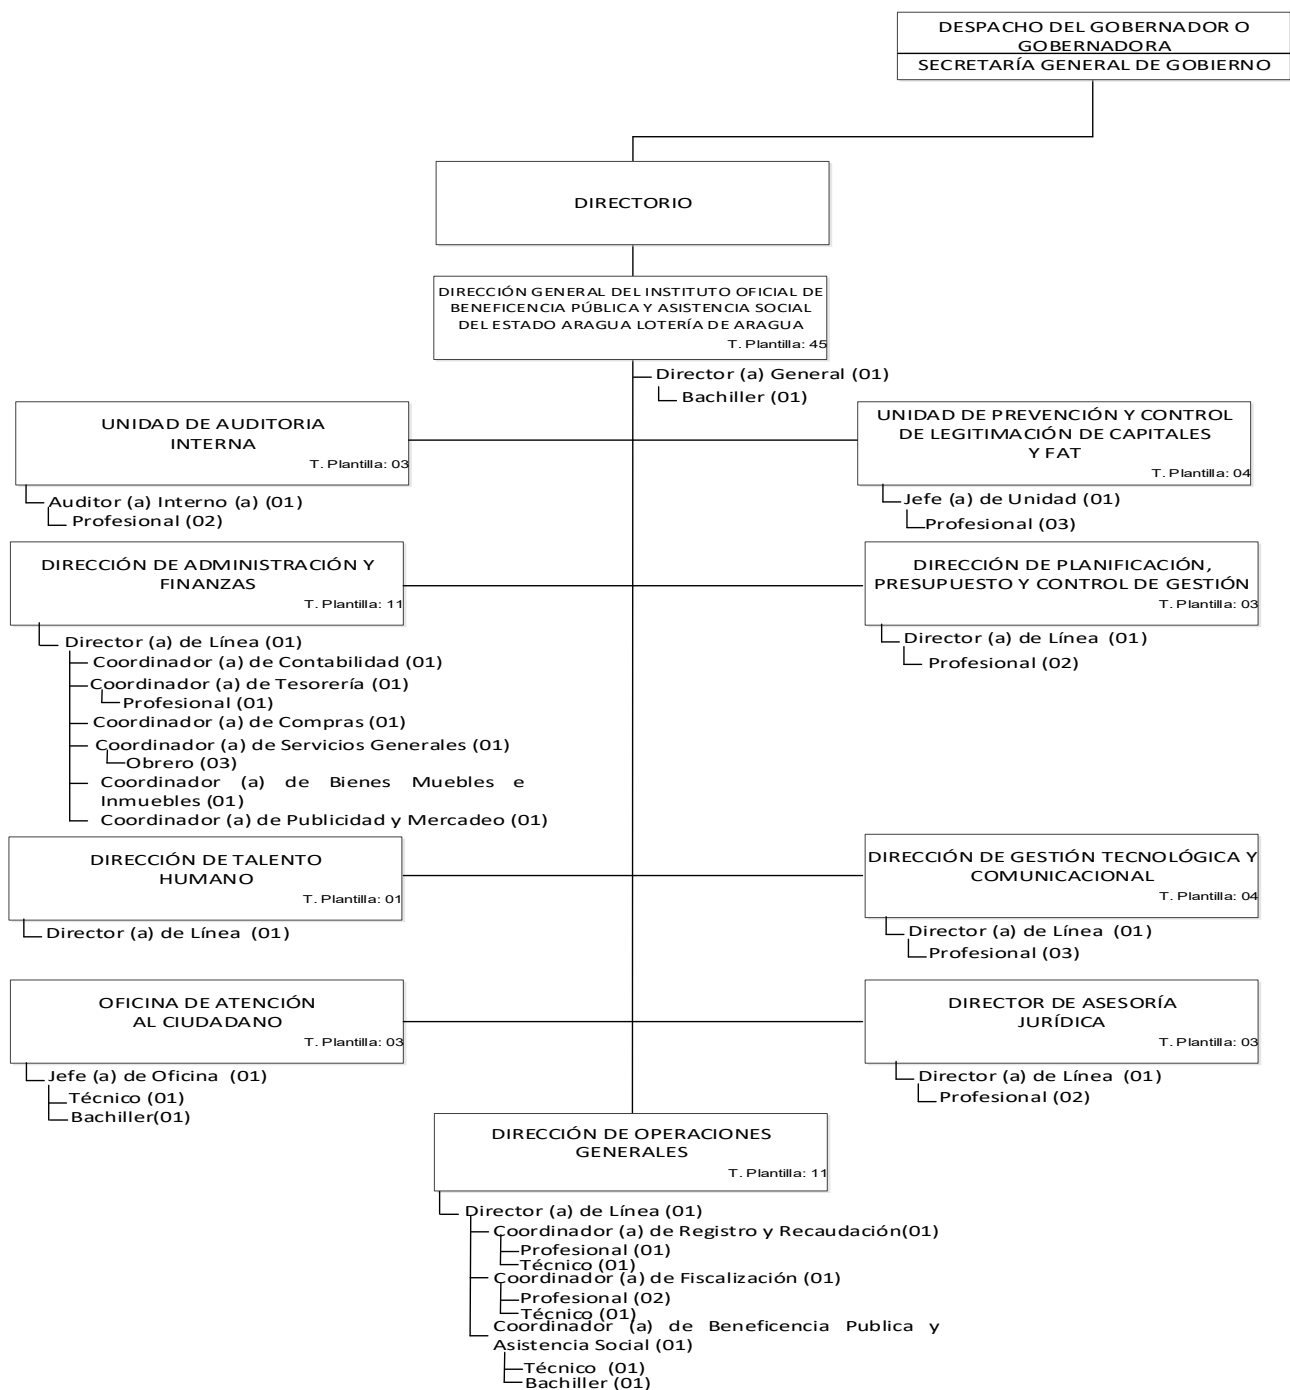 DESPACHO DEL GOBERNADOR O
GOBERNADORA
SECRETARÍA GENERAL DE GOBIERNO
DIRECTORIO
DIRECCIÓN GENERAL DEL INSTITUTO OFICIAL DE
BENEFICENCIA PÚBLICA Y ASISTENCIA SOCIAL
DEL ESTADO ARAGUA LOTERÍA DE ARAGUA
T. Plantilla: 45
Director (a) General (01)
Bachiller (01)
UNIDAD DE AUDITORIA
INTERNA
T. Plantilla: 03
Auditor (a) Interno (a) (01)
Profesional (02)
UNIDAD DE PREVENCIÓN Y CONTROL
DE LEGITIMACIÓN DE CAPITALES
Y FAT
T. Plantilla: 04
Jefe (a) de Unidad (01)
Profesional (03)
DIRECCIÓN DE ADMINISTRACIÓN Y
FINANZAS
T. Plantilla: 11
Director (a) de Línea (01)
Coordinador (a) de Contabilidad (01)
Coordinador (a) de Tesorería (01)
Profesional (01)
Coordinador (a) de Compras (01)
Coordinador (a) de Servicios Generales (01)
Obrero (03)
Coordinador (a) de Bienes Muebles e
Inmuebles (01)
Coordinador (a) de Publicidad y Mercadeo (01)
DIRECCIÓN DE PLANIFICACIÓN,
PRESUPUESTO Y CONTROL DE GESTIÓN
T. Plantilla: 03
Director (a) de Línea (01)
Profesional (02)
DIRECCIÓN DE TALENTO
HUMANO
T. Plantilla: 01
Director (a) de Línea (01)
DIRECCIÓN DE GESTIÓN TECNOLÓGICA Y
COMUNICACIONAL
T. Plantilla: 04
Director (a) de Línea (01)
Profesional (03)
OFICINA DE ATENCIÓN
AL CIUDADANO
T. Plantilla: 03
Jefe (a) de Oficina (01)
Técnico (01)
Bachiller(01)
DIRECTOR DE ASESORÍA
JURÍDICA
T. Plantilla: 03
Director (a) de Línea (01)
Profesional (02)
DIRECCIÓN DE OPERACIONES
GENERALES
T. Plantilla: 11
Director (a) de Línea (01)
Coordinador (a) de Registro y Recaudación(01)
Profesional (01)
Técnico (01)
Coordinador (a) de Fiscalización (01)
Profesional (02)
Técnico (01)
Coordinador (a) de Beneficencia Publica y
Asistencia Social (01)
Técnico (01)
Bachiller (01)